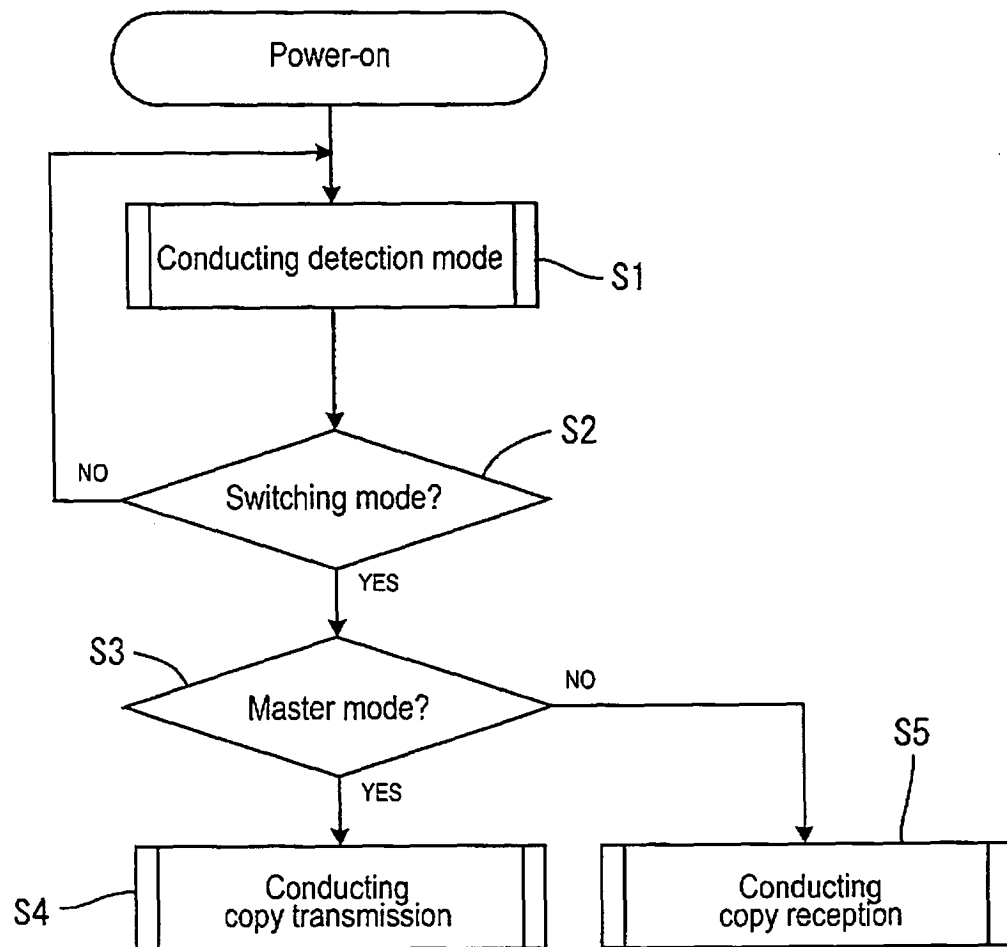 Power-on
Conducting detection mode
S1
S2
NO
Switching mode?
YES
S3
NO
Master mode?
S5
YES
S4
Conducting
copy transmission
Conducting
copy reception